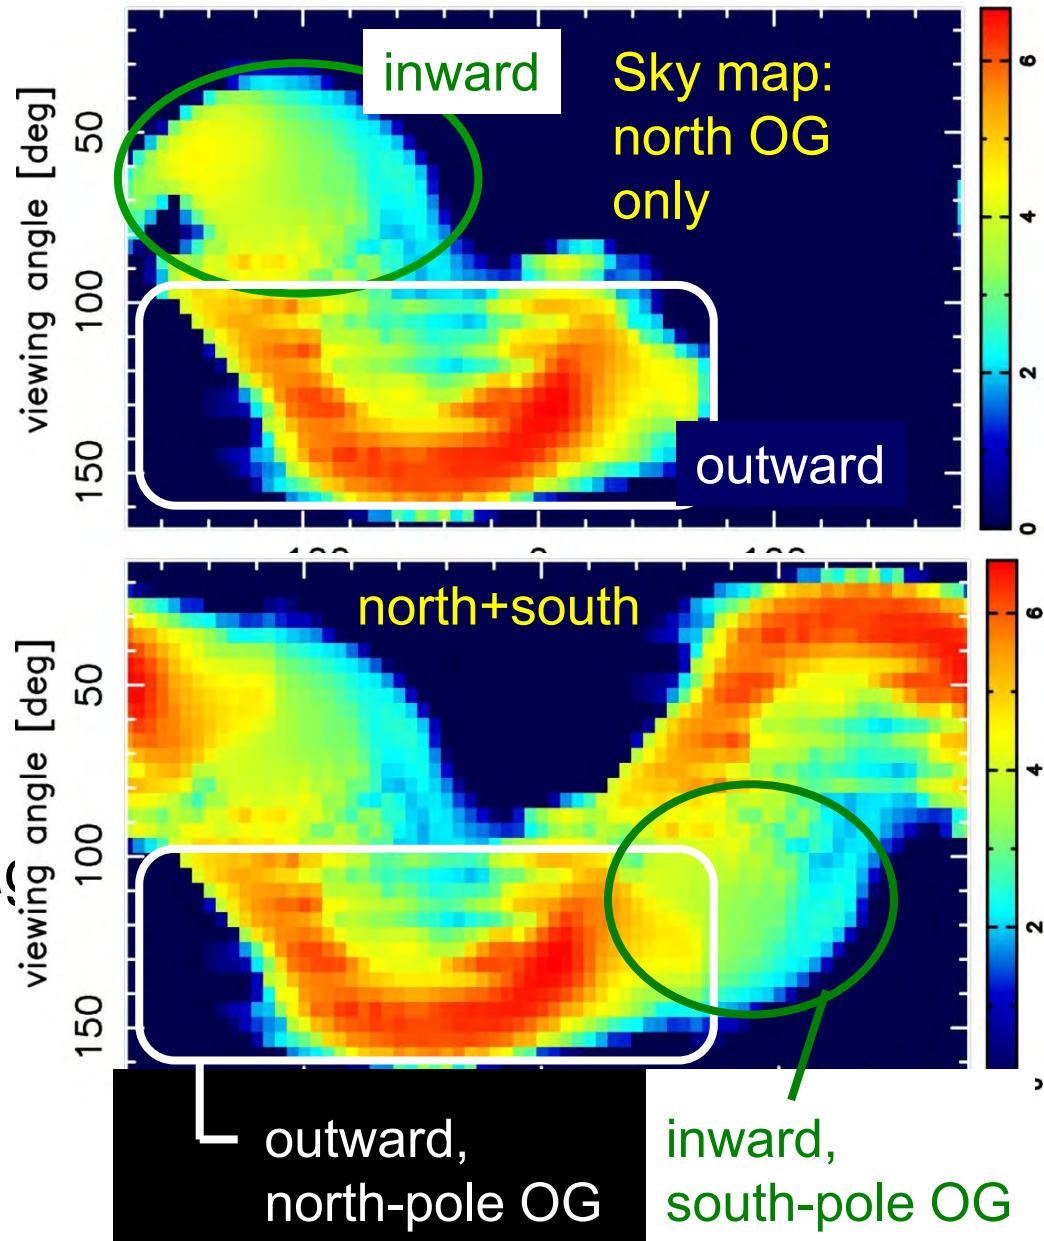 inward
Sky map:
north OG
only
viewing angle [deg]
50
100
150
outward
6
4
2
0
north+south
viewing angle [deg]
50
100
150
6
4
2
outward,
north-pole OG
inward,
south-pole OG